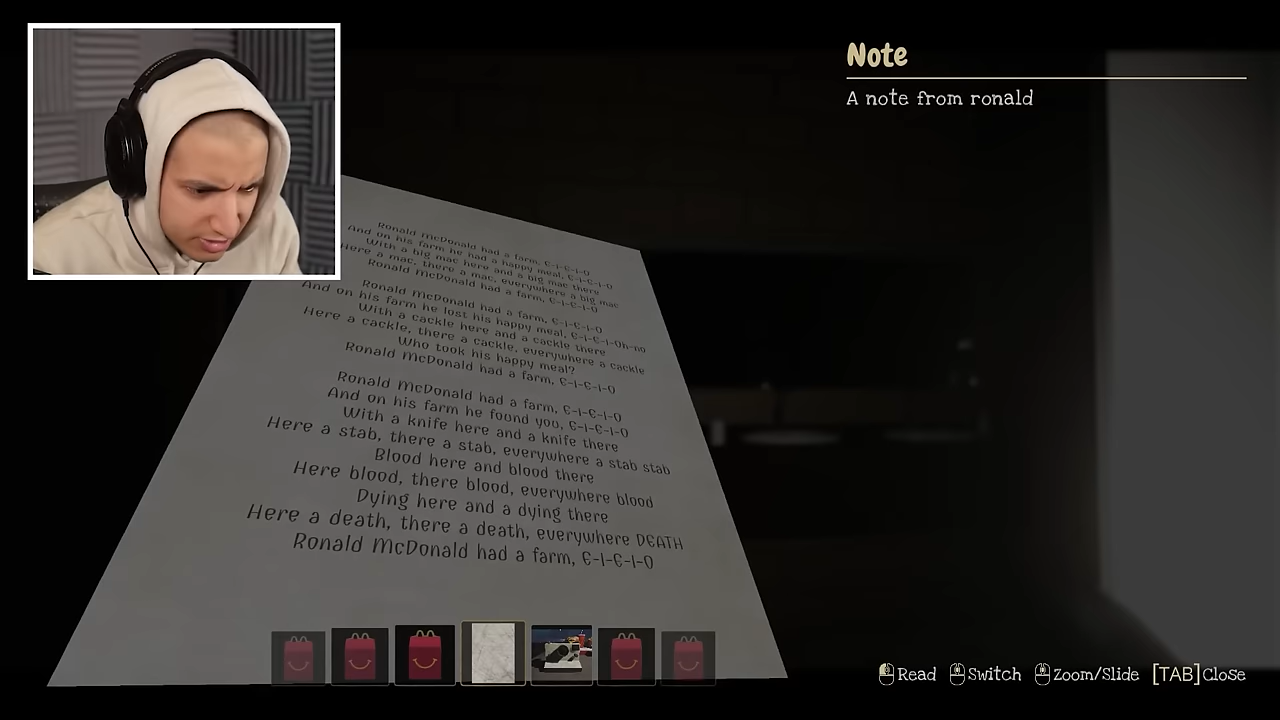 Note
A note from ronald
Ronald McDonald had a farm, E-I-E-I-O
And on his farm he had a happy meal, E-I-E-I-O
With a big mac here and a big mac there
Here a mac, there a mac, everywhere a big mac
Ronald McDonald had a farm, E-I-E-I-O
Ronald McDonald had a farm, E-I-E-I-O
And on his farm he lost his happy meal, E-I-E-I-Oh-no
With a cackle here and a cackle there
Here a cackle, there a cackle, everywhere a cackle
Who took his happy meal?
Ronald McDonald had a farm, E-I-E-I-O
Ronald McDonald had a farm, E-I-E-I-O
And on his farm he found you, E-I-E-I-O
With a knife here and a knife there
Here a stab, there a stab, everywhere a stab stab
Blood here and blood there
Here blood, there blood, everywhere blood
Dying here and a dying there
Here a death, there a death, everywhere DEATH
Ronald McDonald had a farm, E-I-E-I-O
Read Switch Zoom/Slide [TAB]Close